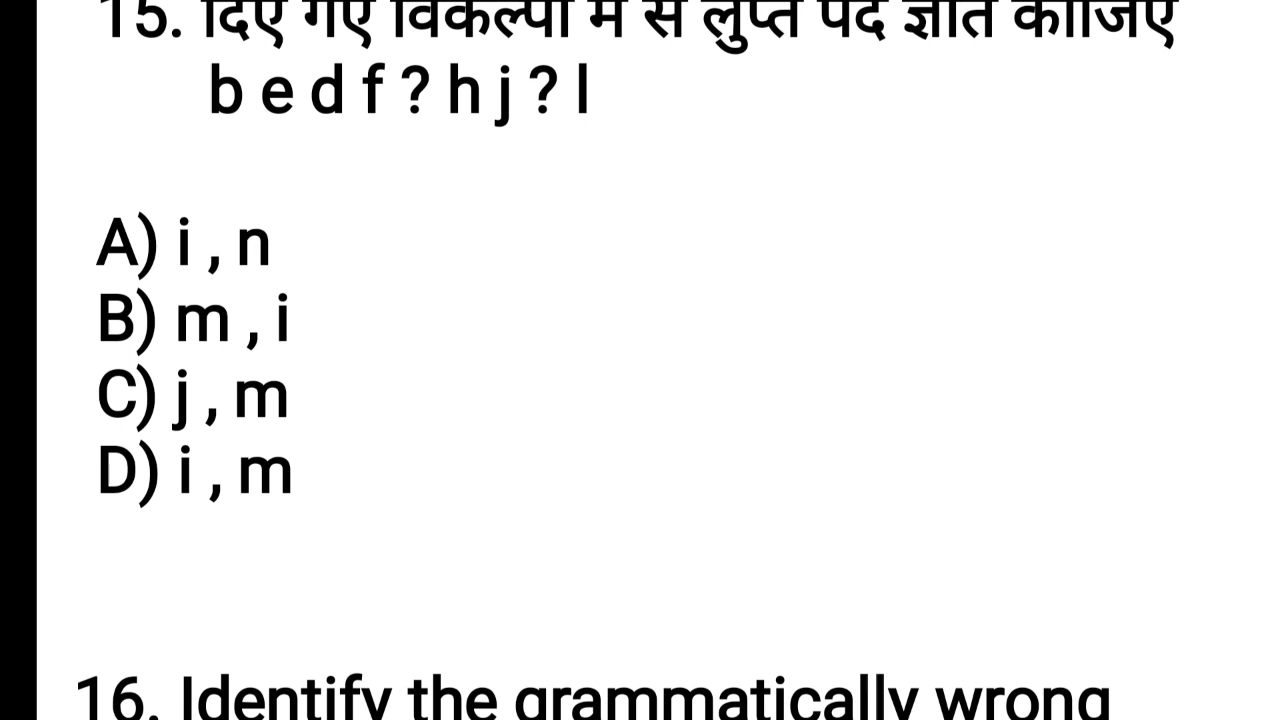 15. दिए गए विकल्पों में से लुप्त पद ज्ञात कीजिए
b e d f ? h j ? l
A) i , n
B) m , i
C) j , m
D) i , m
16. Identify the grammatically wrong